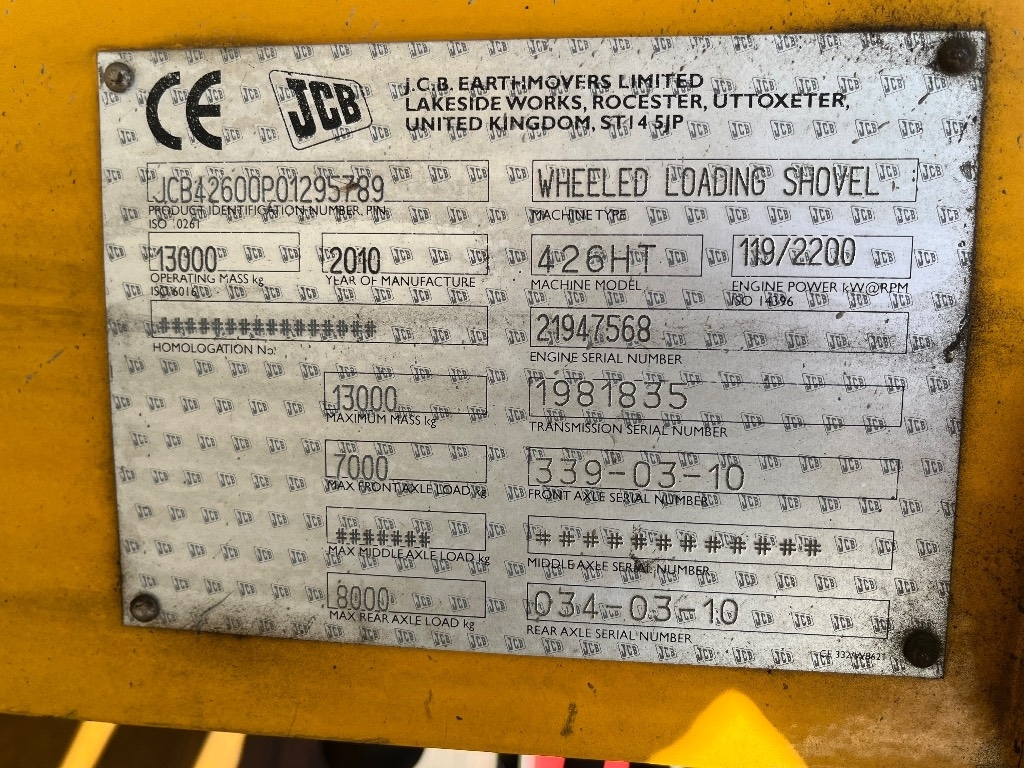 CE JCB
J.C.B. EARTHMOVERS LIMITED
LAKESIDE WORKS, ROCESTER, UTTOXETER,
UNITED KINGDOM, ST14 5JP
JCB42600P01295789
PRODUCT IDENTIFICATION NUMBER, PIN
ISO 10261
WHEELED LOADING SHOVEL
MACHINE TYPE
13000
OPERATING MASS kg
ISO 6016
2010
YEAR OF MANUFACTURE
426HT
MACHINE MODEL
119/2200
ENGINE POWER kW@RPM
ISO 14396
###############
HOMOLOGATION No:
21947568
ENGINE SERIAL NUMBER
13000
MAXIMUM MASS kg
1981835
TRANSMISSION SERIAL NUMBER
7000
MAX FRONT AXLE LOAD kg
339-03-10
FRONT AXLE SERIAL NUMBER
#######
MAX MIDDLE AXLE LOAD kg
############
MIDDLE AXLE SERIAL NUMBER
8000
MAX REAR AXLE LOAD kg
034-03-10
REAR AXLE SERIAL NUMBER